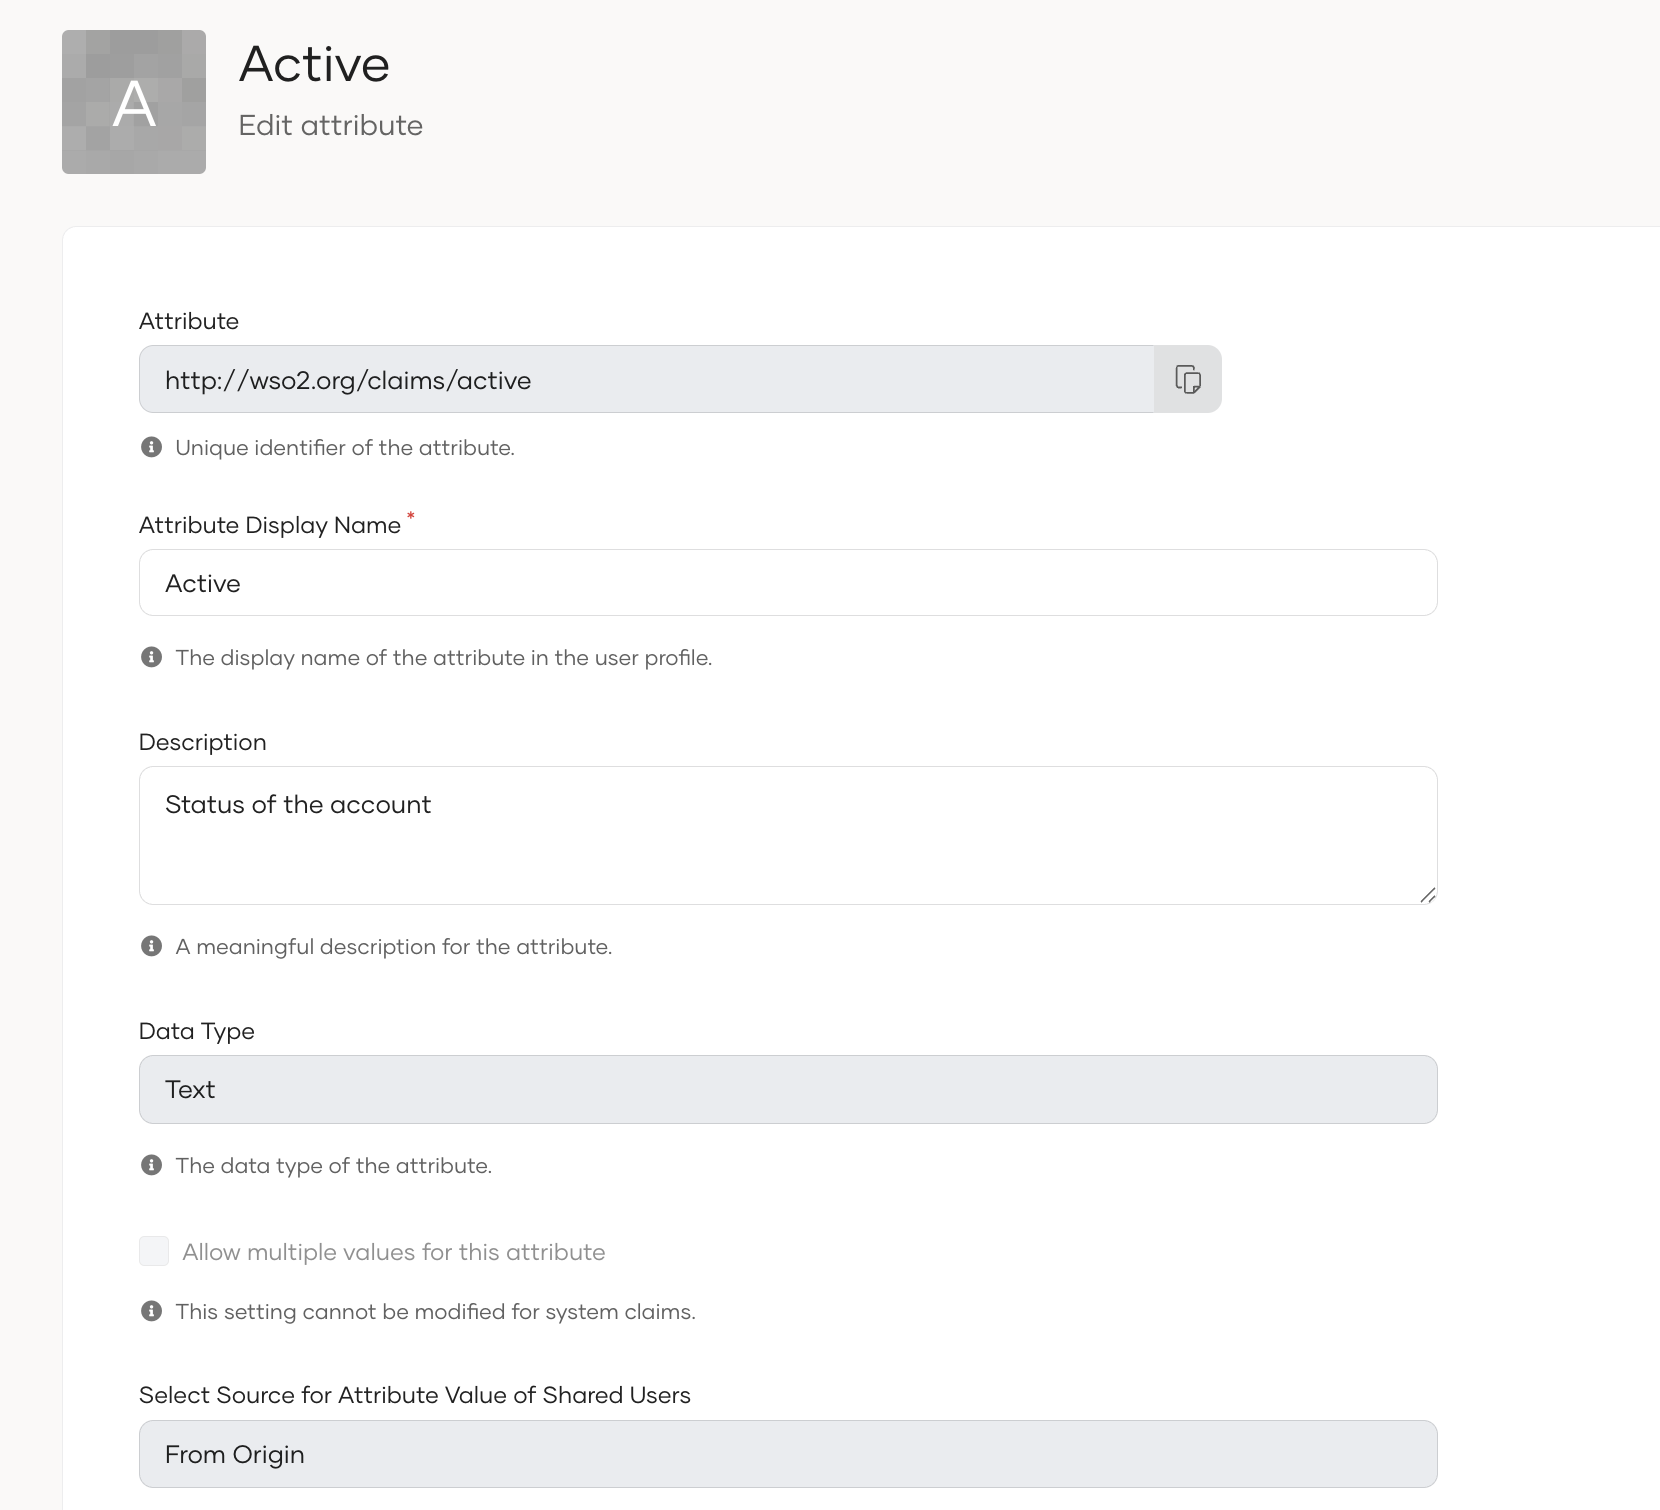 A
Active
Edit attribute
Attribute
http://wso2.org/claims/active
Unique identifier of the attribute.
Attribute Display Name *
Active
The display name of the attribute in the user profile.
Description
Status of the account
A meaningful description for the attribute.
Data Type
Text
The data type of the attribute.
Allow multiple values for this attribute
This setting cannot be modified for system claims.
Select Source for Attribute Value of Shared Users
From Origin